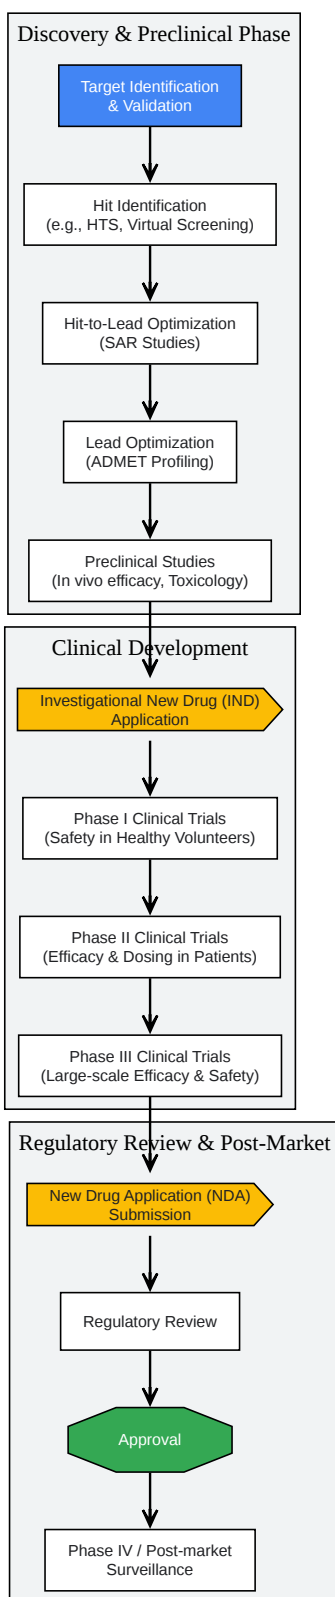 Discovery & Preclinical Phase
Target Identification
& Validation
Hit Identification
(e.g., HTS, Virtual Screening)
Hit-to-Lead Optimization
(SAR Studies)
Lead Optimization
(ADMET Profiling)
Preclinical Studies
(In vivo efficacy, Toxicology)
Clinical Development
Investigational New Drug (IND)
Application
Phase I Clinical Trials
(Safety in Healthy Volunteers)
Phase II Clinical Trials
(Efficacy & Dosing in Patients)
Phase III Clinical Trials
(Large-scale Efficacy & Safety)
Regulatory Review & Post-Market
New Drug Application (NDA)
Submission
Regulatory Review
Approval
Phase IV / Post-market
Surveillance